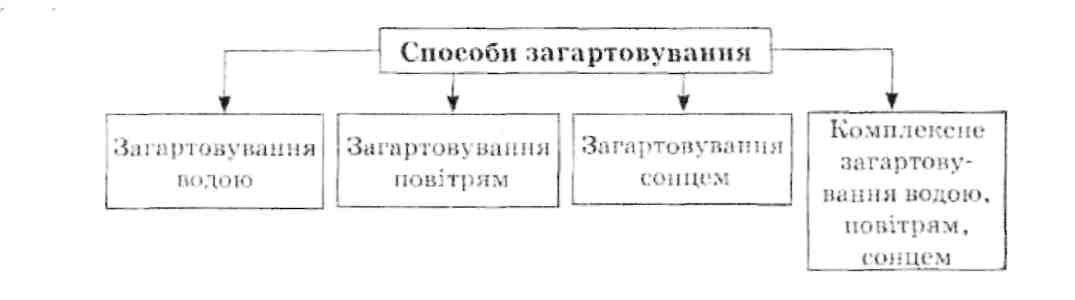 Способи загартовування
Загартовування
водою
Загартовування
повітрям
Загартовування
сонцем
Комплексне
загартову-
вання водою,
повітрям,
сонцем